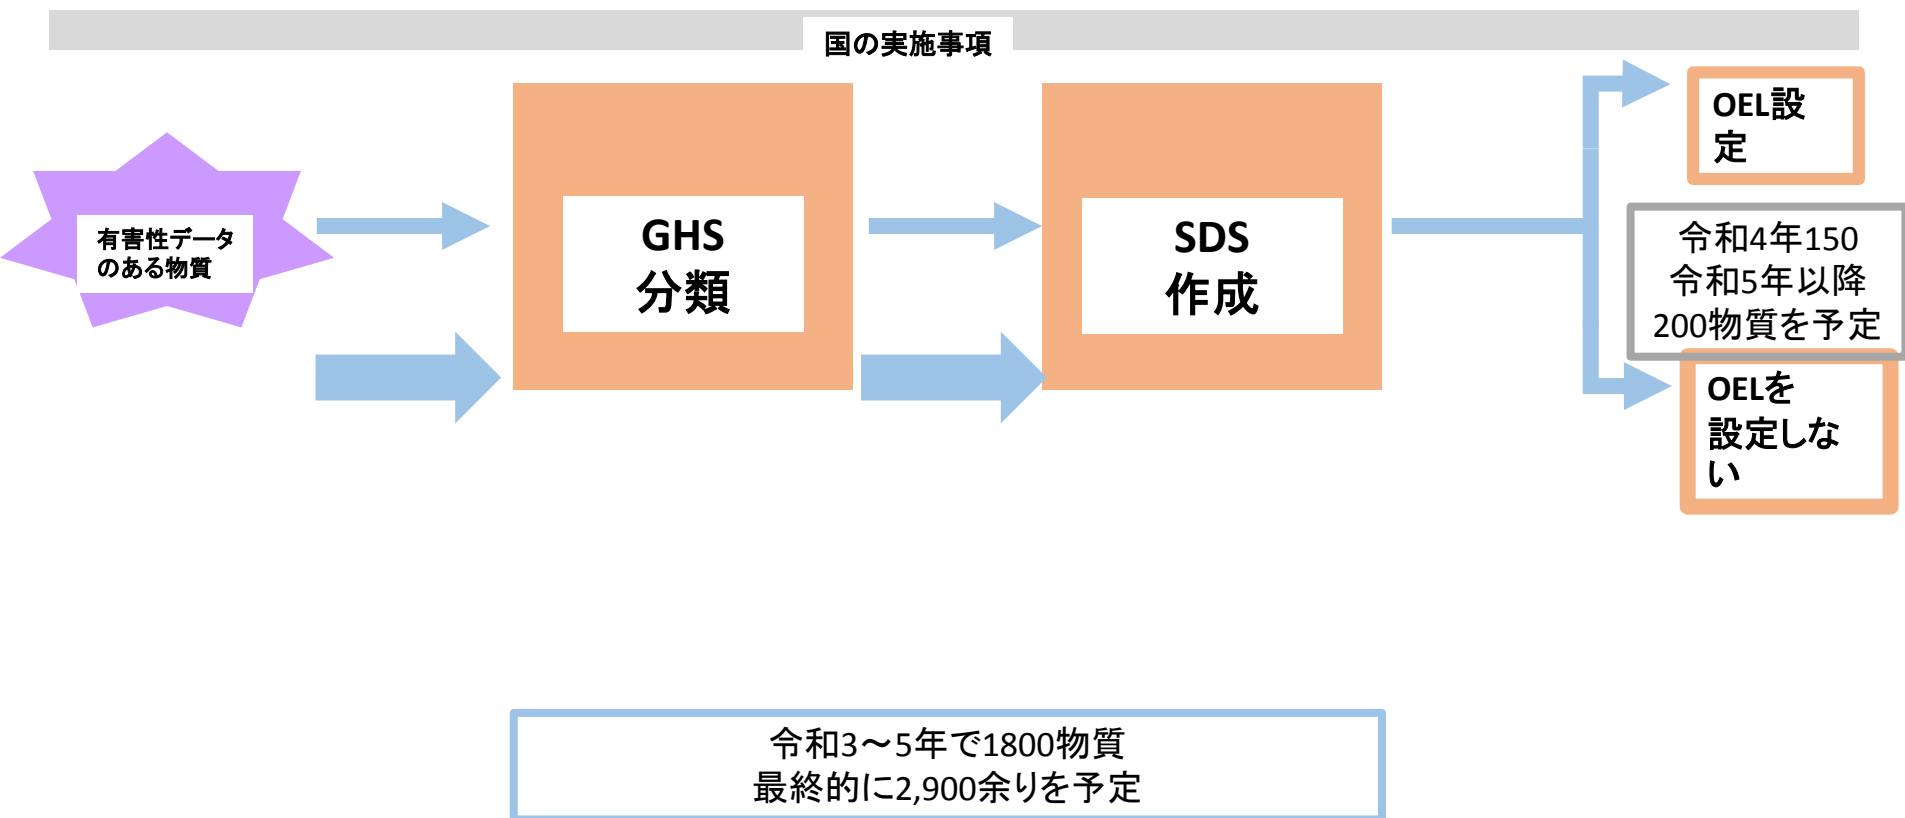 国の実施事項
有害性データ
のある物質
GHS
分類
SDS
作成
OEL設
定
令和4年150
令和5年以降
200物質を予定
OELを
設定しな
い
令和3～5年で1800物質
最終的に2,900余りを予定